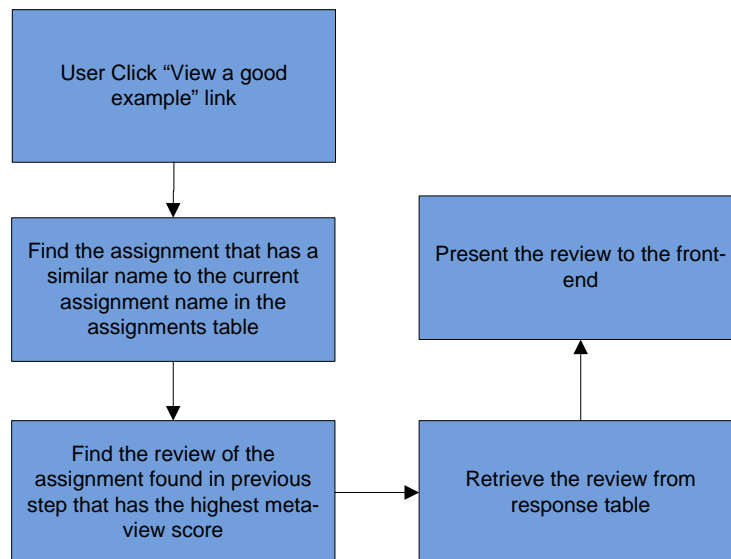 User Click “View a good
example” link
Find the assignment that has a
similar name to the current
assignment name in the
assignments table
Find the review of the
assignment found in previous
step that has the highest meta-
view score
Retrieve the review from
response table
Present the review to the front-
end